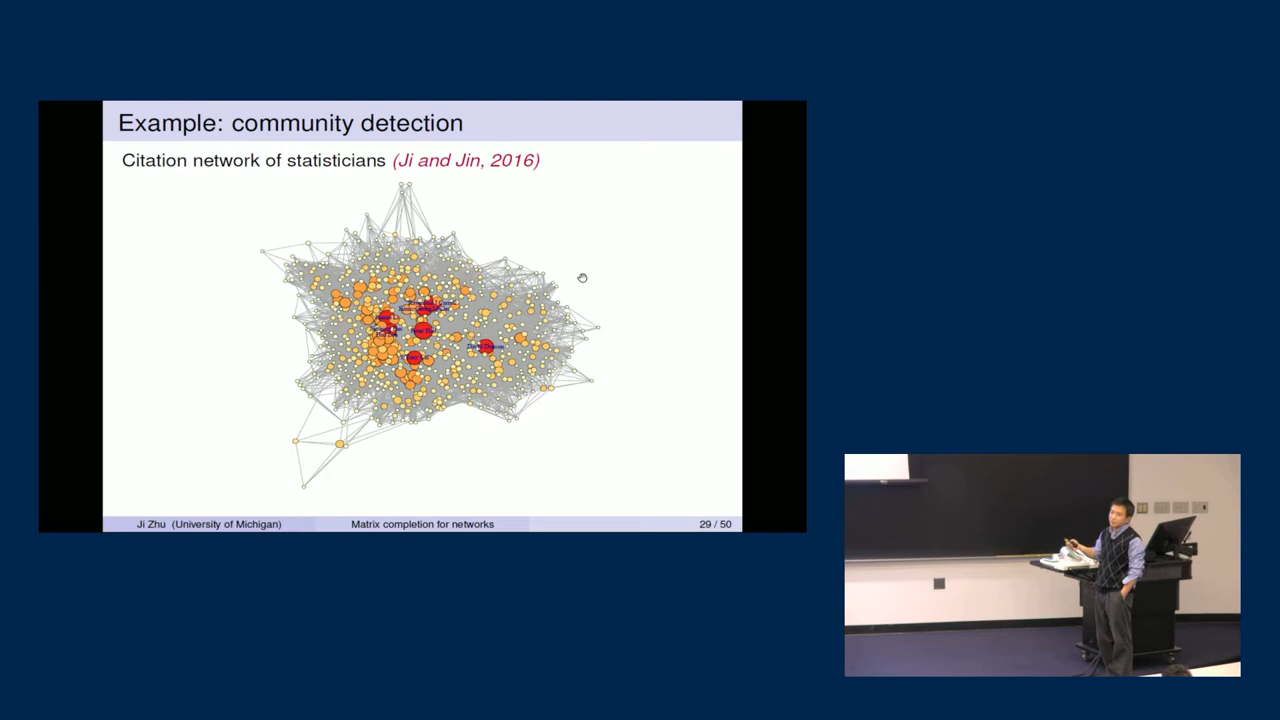 Example: community detection
Citation network of statisticians (Ji and Jin, 2016)
Ji Zhu (University of Michigan)
Matrix completion for networks
29 / 50